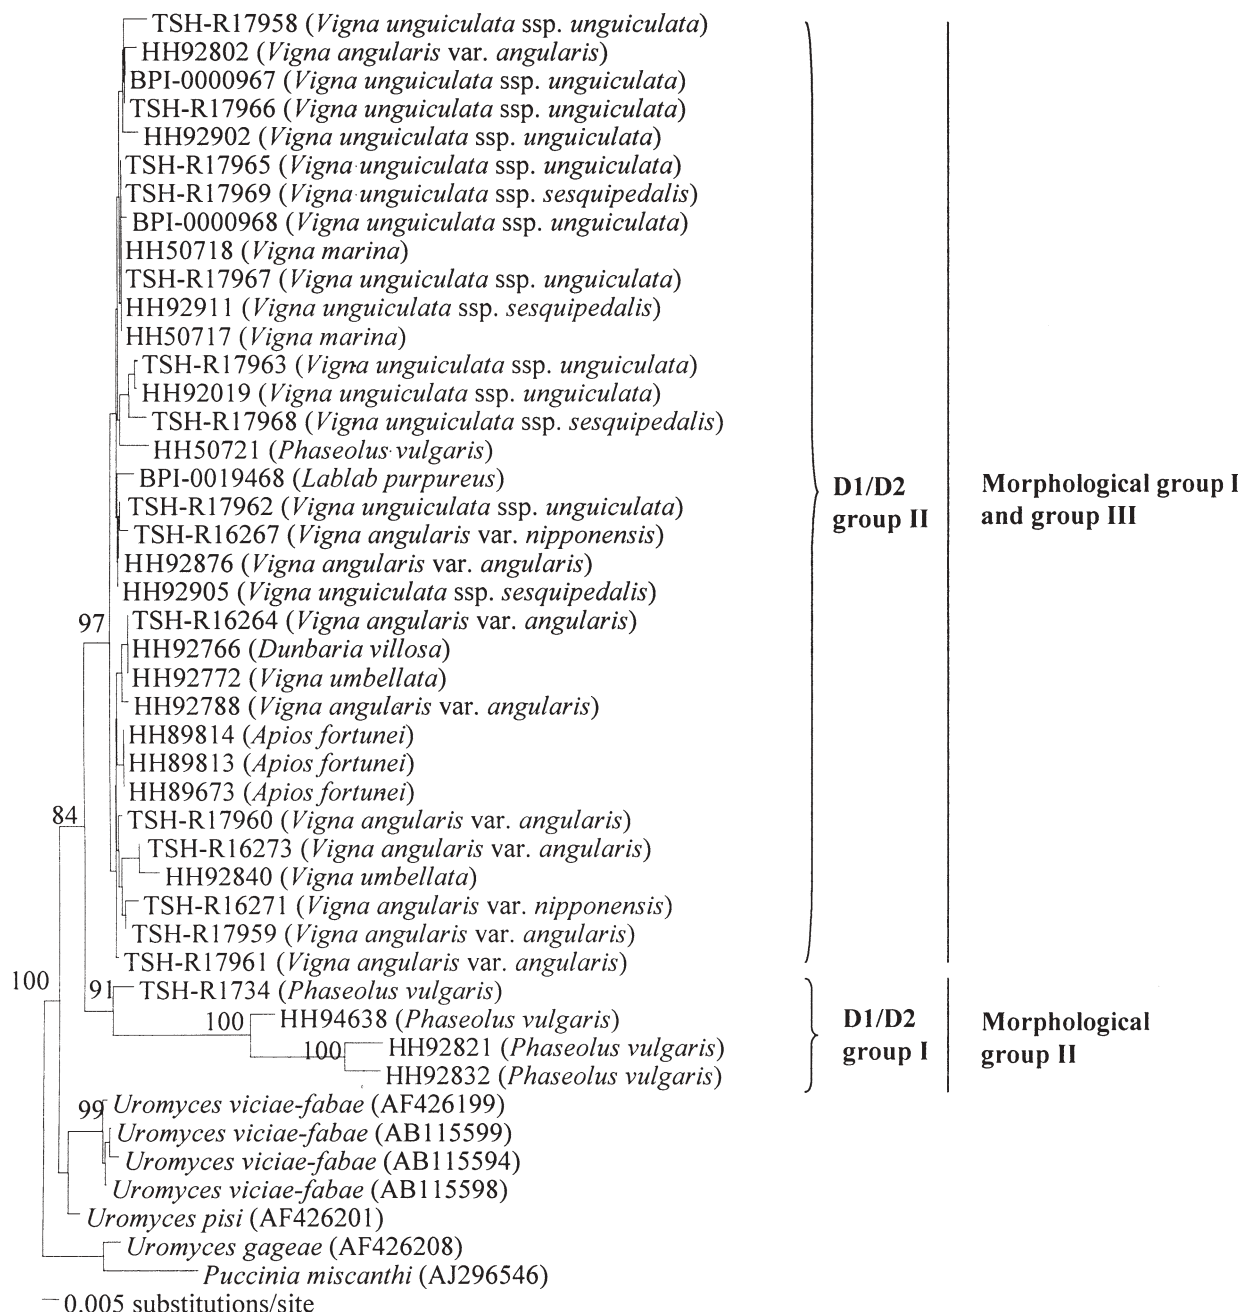 TSH-R17958 (Vigna unguiculata ssp. unguiculata)
HH92802 (Vigna angularis var. angularis)
BPI-0000967 (Vigna unguiculata ssp. unguiculata)
TSH-R17966 (Vigna unguiculata ssp. unguiculata)
HH92902 (Vigna unguiculata ssp. unguiculata)
TSH-R17965 (Vigna unguiculata ssp. unguiculata)
TSH-R17969 (Vigna unguiculata ssp. sesquipedalis)
BPI-0000968 (Vigna unguiculata ssp. unguiculata)
HH50718 (Vigna marina)
TSH-R17967 (Vigna unguiculata ssp. unguiculata)
HH92911 (Vigna unguiculata ssp. sesquipedalis)
HH50717 (Vigna marina)
TSH-R17963 (Vigna unguiculata ssp. unguiculata)
HH92019 (Vigna unguiculata ssp. unguiculata)
TSH-R17968 (Vigna unguiculata ssp. sesquipedalis)
HH50721 (Phaseolus vulgaris)
BPI-0019468 (Lablab purpureus)
TSH-R17962 (Vigna unguiculata ssp. unguiculata)
TSH-R16267 (Vigna angularis var. nipponensis)
HH92876 (Vigna angularis var. angularis)
HH92905 (Vigna unguiculata ssp. sesquipedalis)
TSH-R16264 (Vigna angularis var. angularis)
HH92766 (Dunbaria villosa)
HH92772 (Vigna umbellata)
HH92788 (Vigna angularis var. angularis)
HH89814 (Apios fortunei)
HH89813 (Apios fortunei)
HH89673 (Apios fortunei)
TSH-R17960 (Vigna angularis var. angularis)
TSH-R16273 (Vigna angularis var. angularis)
HH92840 (Vigna umbellata)
TSH-R16271 (Vigna angularis var. nipponensis)
TSH-R17959 (Vigna angularis var. angularis)
TSH-R17961 (Vigna angularis var. angularis)
TSH-R1734 (Phaseolus vulgaris)
HH94638 (Phaseolus vulgaris)
HH92821 (Phaseolus vulgaris)
HH92832 (Phaseolus vulgaris)
Uromyces viciae-fabae (AF426199)
Uromyces viciae-fabae (AB115599)
Uromyces viciae-fabae (AB115594)
Uromyces viciae-fabae (AB115598)
Uromyces pisi (AF426201)
Uromyces gageae (AF426208)
Puccinia miscanthi (AJ296546)
0.005 substitutions/site
97
84
100
91
100
100
99
D1/D2
group II
Morphological group I
and group III
D1/D2
group I
Morphological
group II